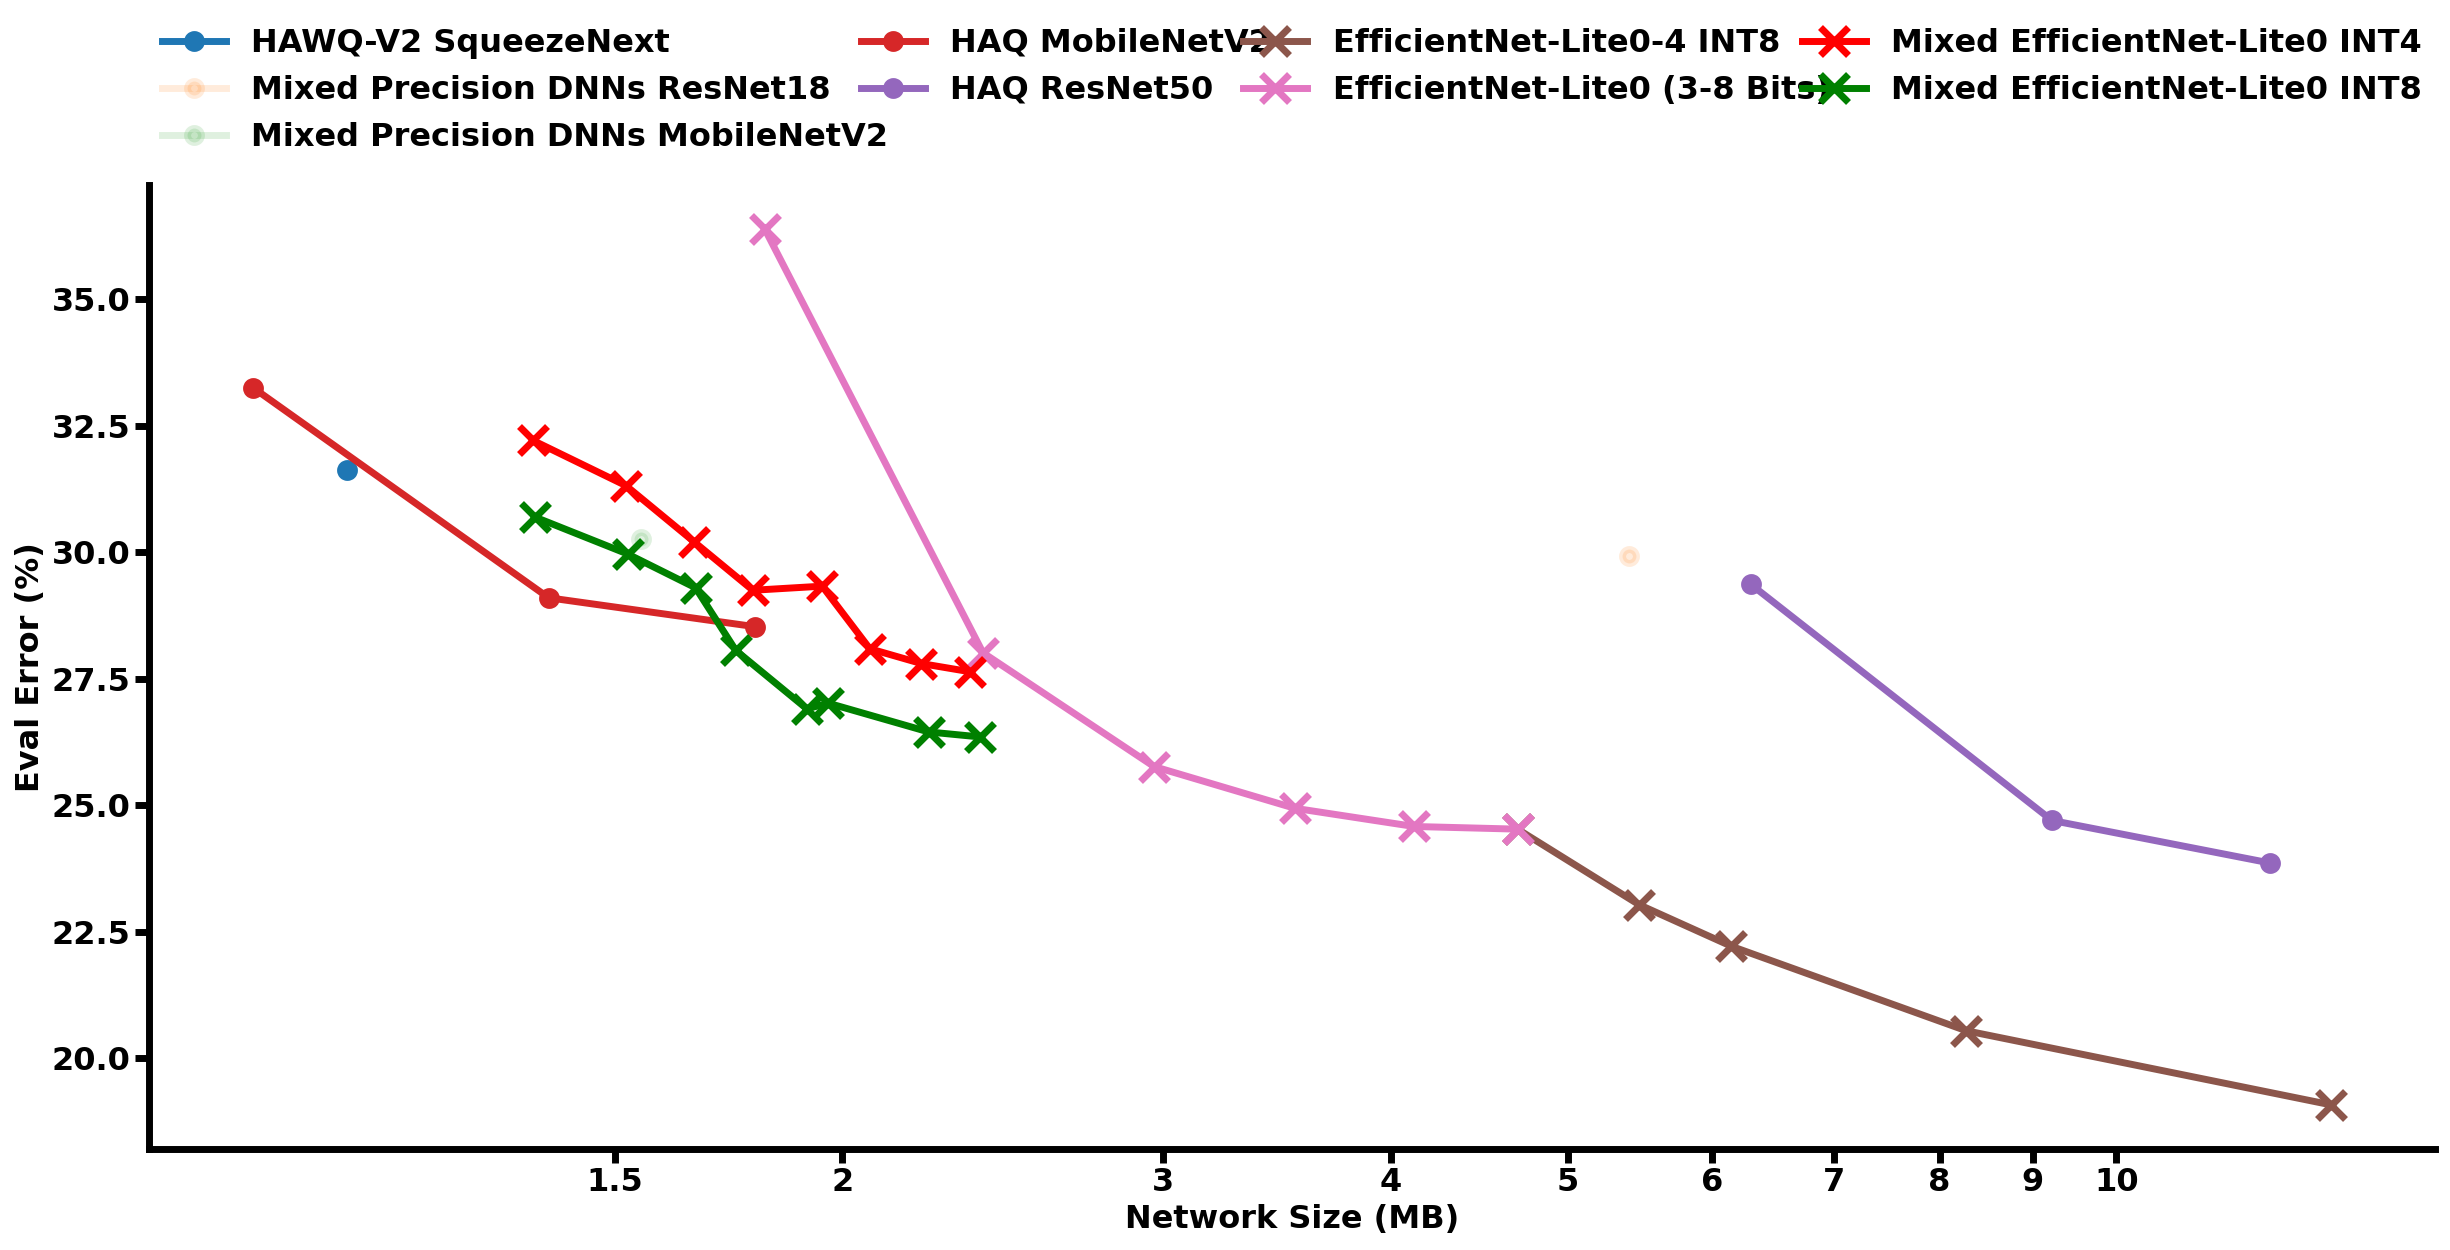 HAWQ-V2 SqueezeNext
Mixed Precision DNNs ResNet18
Mixed Precision DNNs MobileNetV2
HAQ MobileNetV2
HAQ ResNet50
EfficientNet-Lite0-4 INT8
EfficientNet-Lite0 (3-8 Bits)
Mixed EfficientNet-Lite0 INT4
Mixed EfficientNet-Lite0 INT8
Eval Error (%)
35.0
32.5
30.0
27.5
25.0
22.5
20.0
1.5 2 3 4 5 6 7 8 9 10
Network Size (MB)